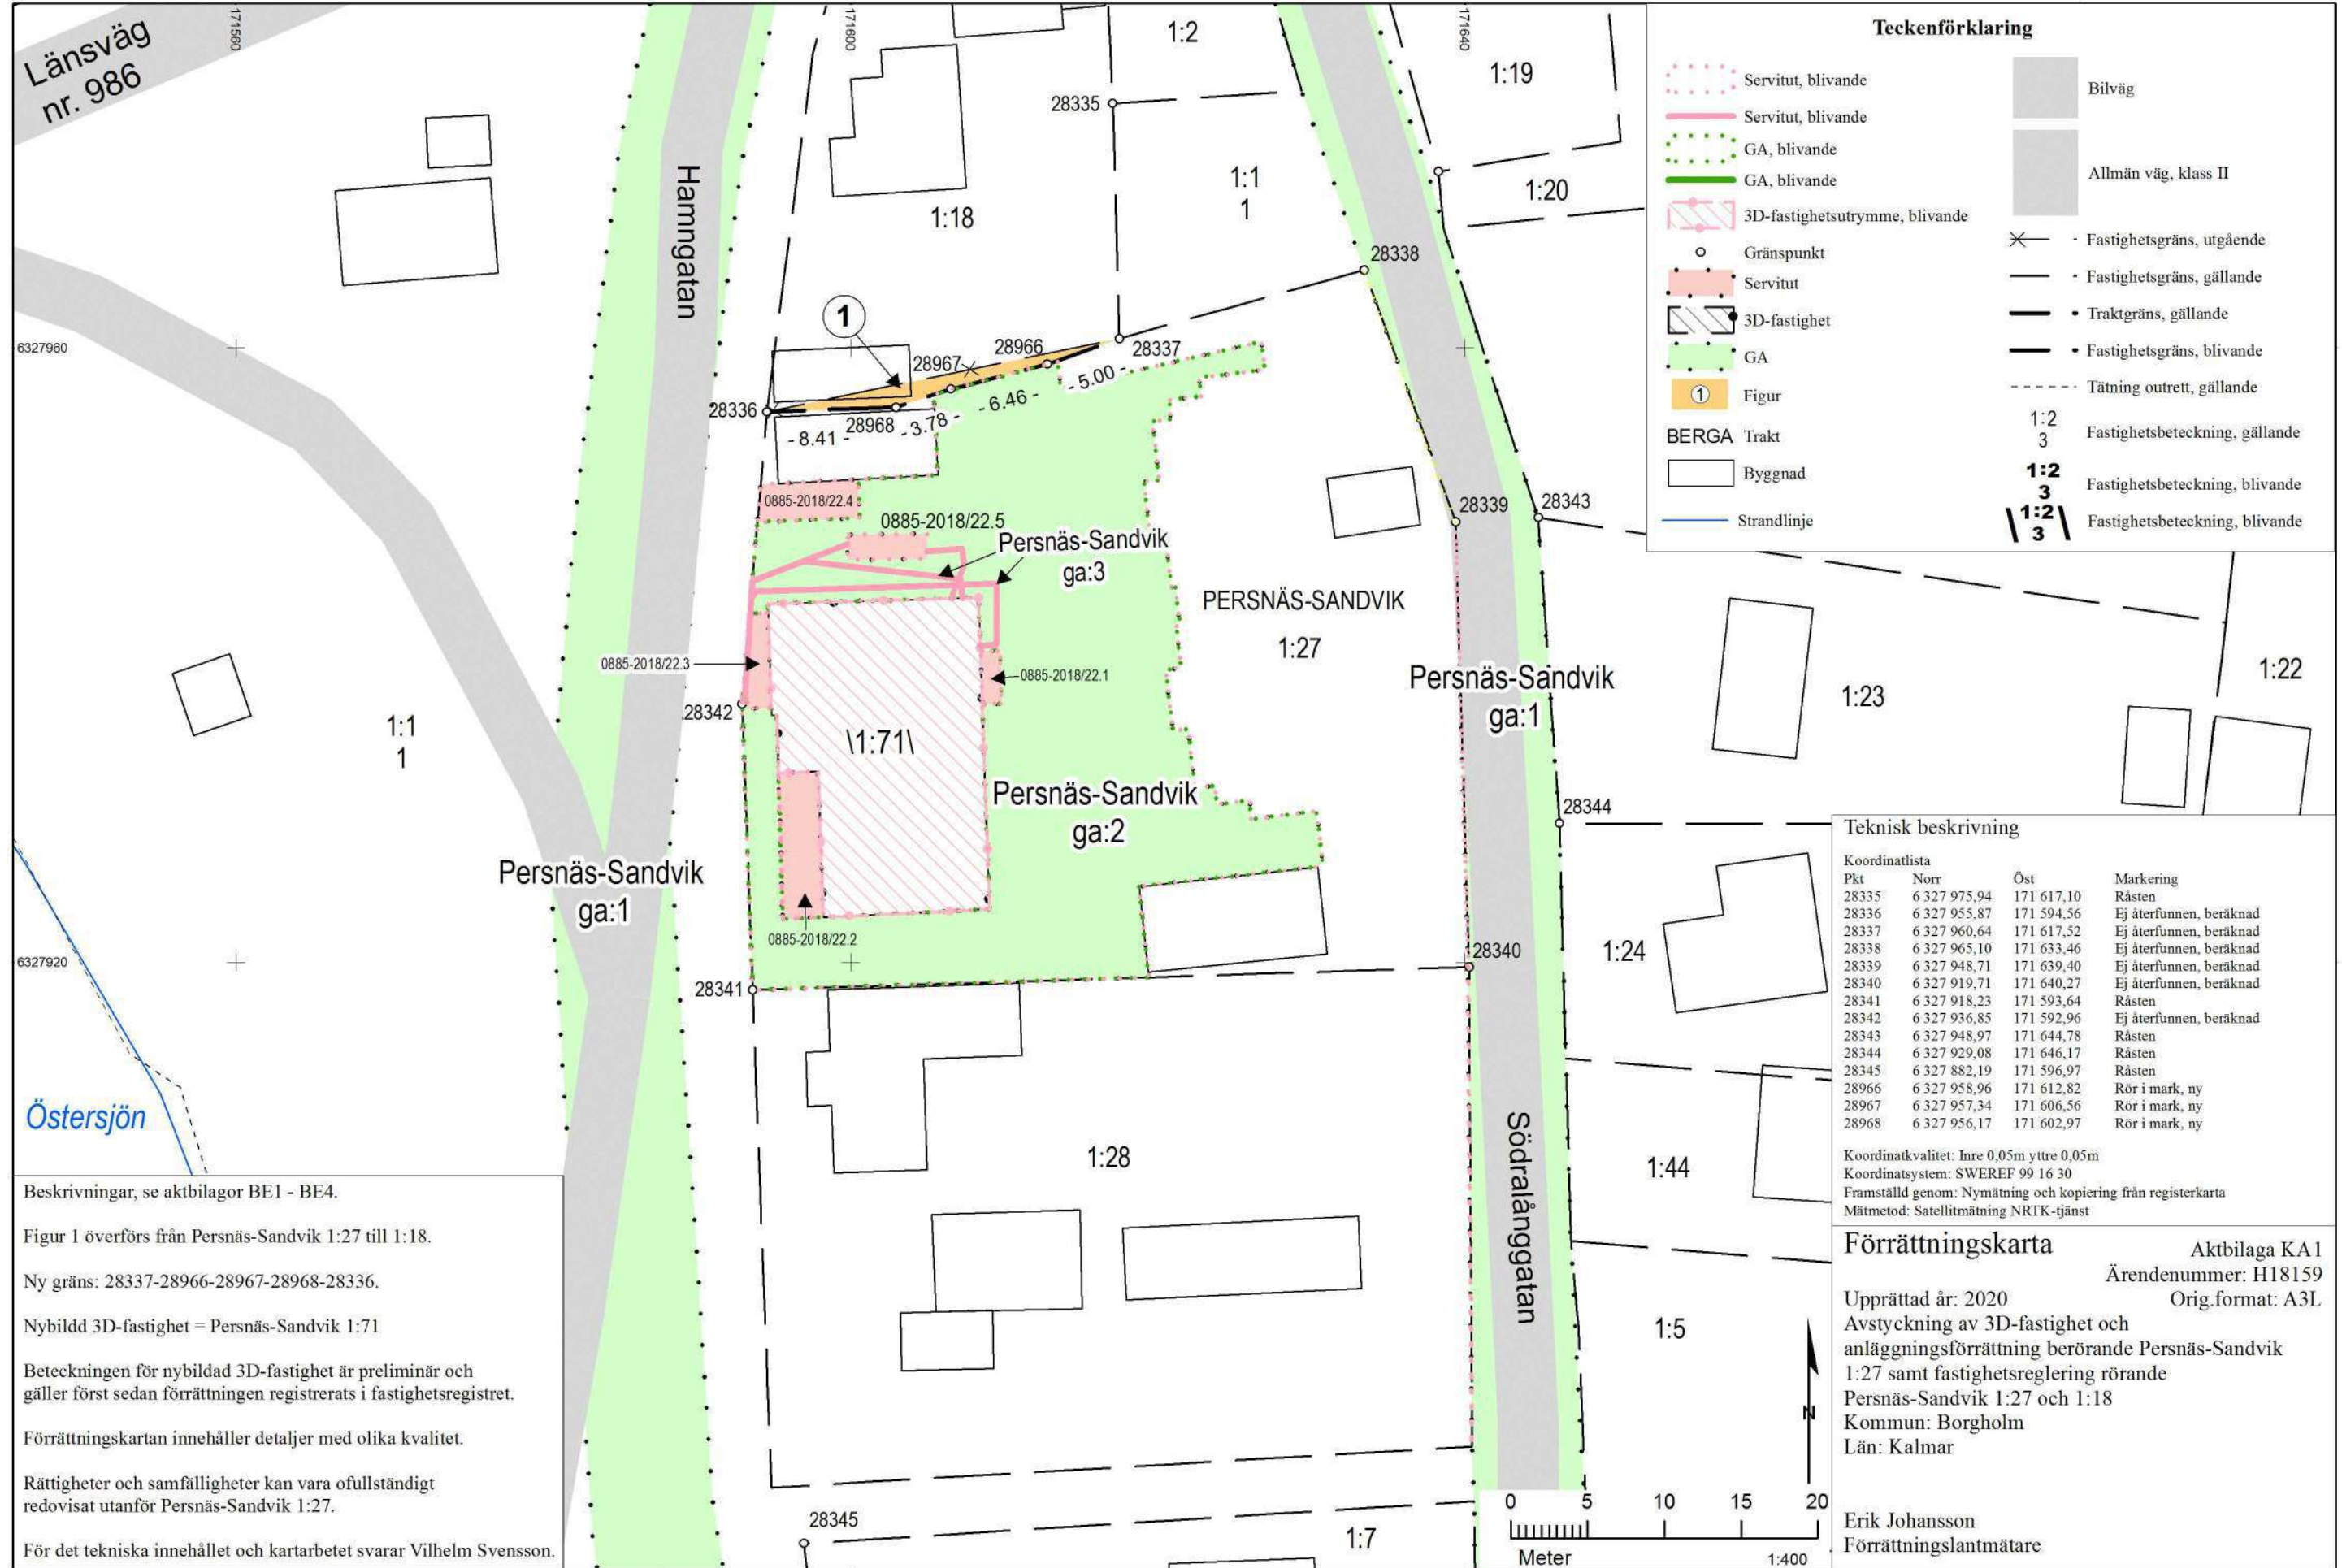 Länsväg
nr. 986
171560
171600
171640
6327960
6327920
Hamngatan
1:2
1:19
28335
1:1
1
1:20
1:18
28338
1
28967
28966
28337
28336
28968
- 8.41 -
- 3.78 -
- 6.46 -
- 5.00 -
0885-2018/22.4
0885-2018/22.5
Persnäs-Sandvik
ga:3
28339
28343
PERSNÄS-SANDVIK
1:27
0885-2018/22.3
0885-2018/22.1
28342
Persnäs-Sandvik
ga:1
1:23
1:22
1:1
1
\1:71\
Persnäs-Sandvik
ga:2
28344
Persnäs-Sandvik
ga:1
0885-2018/22.2
28340
1:24
28341
Östersjön
1:28
Södralånggatan
1:44
1:5
28345
1:7
Teckenförklaring
Servitut, blivande
Servitut, blivande
GA, blivande
GA, blivande
3D-fastighetsutrymme, blivande
Gränspunkt
Servitut
3D-fastighet
GA
1 Figur
BERGA Trakt
Byggnad
Strandlinje
Bilväg
Allmän väg, klass II
Fastighetsgräns, utgående
Fastighetsgräns, gällande
Traktgräns, gällande
Fastighetsgräns, blivande
Tätning outrett, gällande
1:2
3 Fastighetsbeteckning, gällande
1:2
3 Fastighetsbeteckning, blivande
\1:2\
3 Fastighetsbeteckning, blivande
Teknisk beskrivning
Koordinatlista
Pkt Norr Öst Markering
28335 6 327 975,94 171 617,10 Råsten
28336 6 327 955,87 171 594,56 Ej återfunnen, beräknad
28337 6 327 960,64 171 617,52 Ej återfunnen, beräknad
28338 6 327 965,10 171 633,46 Ej återfunnen, beräknad
28339 6 327 948,71 171 639,40 Ej återfunnen, beräknad
28340 6 327 919,71 171 640,27 Ej återfunnen, beräknad
28341 6 327 918,23 171 593,64 Råsten
28342 6 327 936,85 171 592,96 Ej återfunnen, beräknad
28343 6 327 948,97 171 644,78 Råsten
28344 6 327 929,08 171 646,17 Råsten
28345 6 327 882,19 171 596,97 Råsten
28966 6 327 958,96 171 612,82 Rör i mark, ny
28967 6 327 957,34 171 606,56 Rör i mark, ny
28968 6 327 956,17 171 602,97 Rör i mark, ny
Koordinatkvalitet: Inre 0,05m yttre 0,05m
Koordinatsystem: SWEREF 99 16 30
Framställd genom: Nymätning och kopiering från registerkarta
Mätmetod: Satellitmätning NRTK-tjänst
Förrättningskarta
Aktbilaga KA1
Ärendenummer: H18159
Upprättad år: 2020 Orig.format: A3L
Avstyckning av 3D-fastighet och
anläggningsförrättning berörande Persnäs-Sandvik
1:27 samt fastighetsreglering rörande
Persnäs-Sandvik 1:27 och 1:18
Kommun: Borgholm
Län: Kalmar
Erik Johansson
Förrättningslantmätare
N
0 5 10 15 20
Meter 1:400
Beskrivningar, se aktbilagor BE1 - BE4.
Figur 1 överförs från Persnäs-Sandvik 1:27 till 1:18.
Ny gräns: 28337-28966-28967-28968-28336.
Nybildd 3D-fastighet = Persnäs-Sandvik 1:71
Beteckningen för nybildad 3D-fastighet är preliminär och
gäller först sedan förrättningen registrerats i fastighetsregistret.
Förrättningskartan innehåller detaljer med olika kvalitet.
Rättigheter och samfälligheter kan vara ofullständigt
redovisat utanför Persnäs-Sandvik 1:27.
För det tekniska innehållet och kartarbetet svarar Vilhelm Svensson.